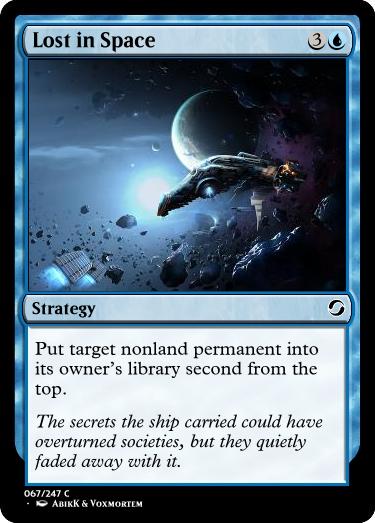 Lost in Space 3
Strategy
Put target nonland permanent into
its owner's library second from the
top.
The secrets the ship carried could have
overturned societies, but they quietly
faded away with it.
067/247 C
· AbikK & Voxmortem